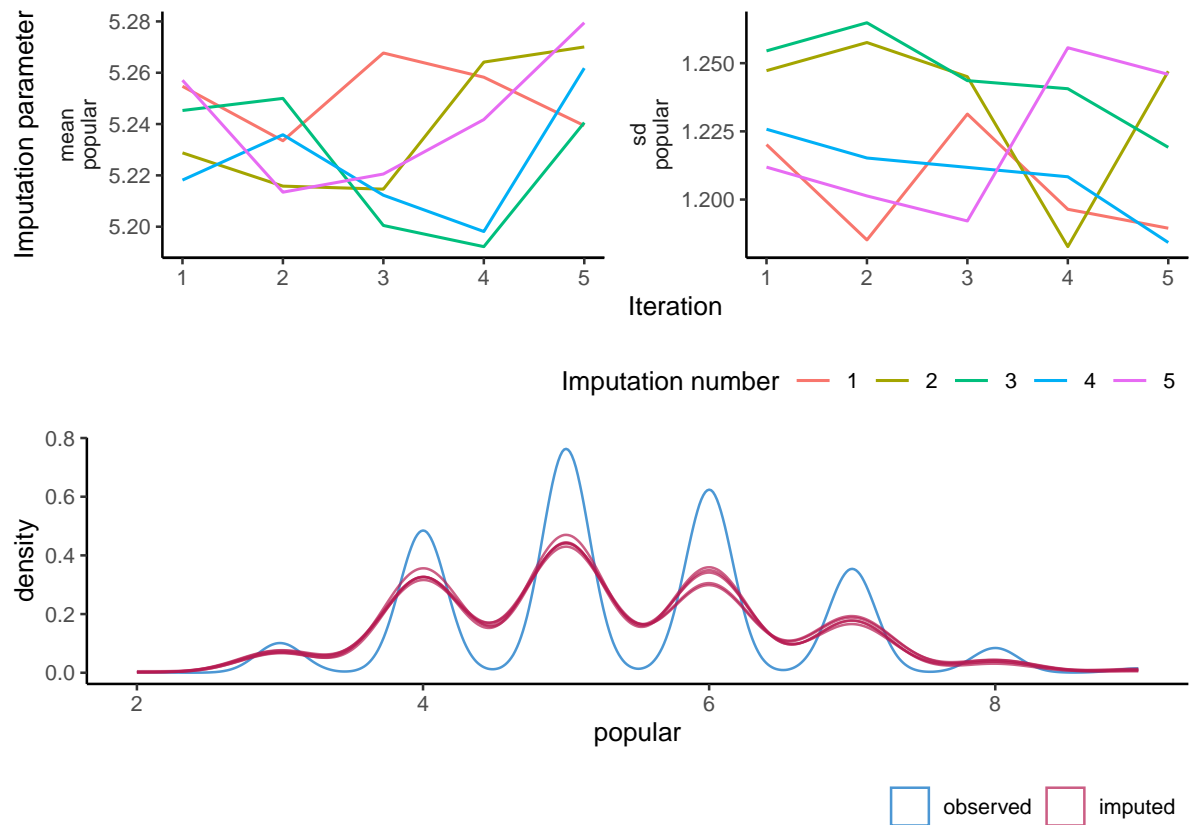 Imputation parameter
mean
popular
5.28
5.26
5.24
5.22
5.20
1 2 3 4 5
sd
popular
1.250
1.225
1.200
1 2 3 4 5
Iteration
Imputation number 1 2 3 4 5
density
0.8
0.6
0.4
0.2
0.0
2 4 6 8
popular
observed imputed